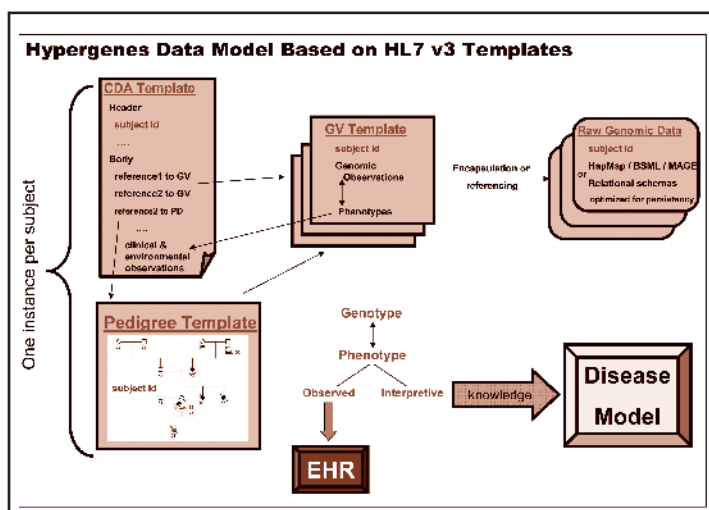 Hypergenes Data Model Based on HL7 v3 Templates
One instance per subject
CDA Template
Header
subject id
....
Body
reference1 to GV
reference2 to GV
reference2 to PD
....
clinical &
environmental
observations
GV Template
subject id
Genomic
Observations
Phenotypes
Encapsulation or
referencing
Raw Genomic Data
subject id
HapMap / BSML / MAGE
or
Relational schemas
optimized for persistency
Pedigree Template
subject id
Genotype
Phenotype
Observed
Interpretive
EHR
knowledge
Disease
Model